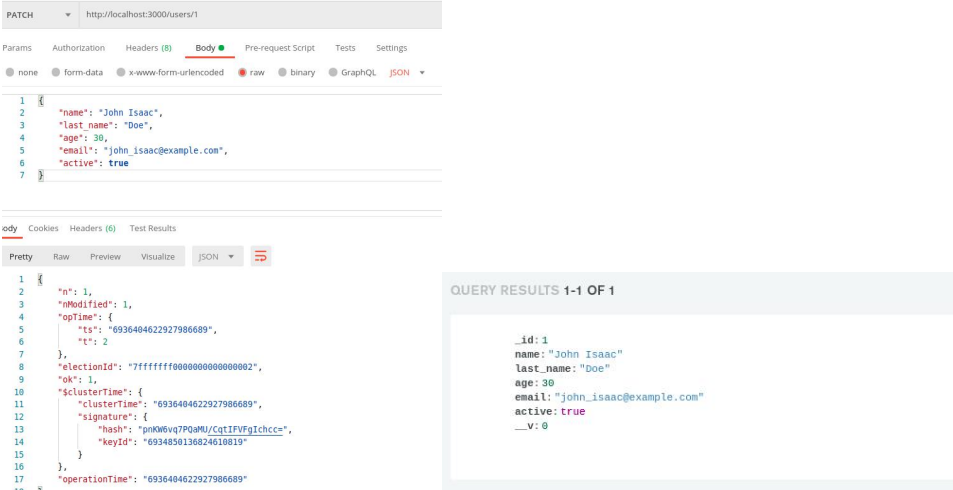 PATCH http://localhost:3000/users/1
Params Authorization Headers (8) Body Pre-request Script Tests Settings
none form-data x-www-form-urlencoded raw binary GraphQL JSON
1 {
2 "name": "John Isaac",
3 "last_name": "Doe",
4 "age": 30,
5 "email": "john_isaac@example.com",
6 "active": true
7 }
ody Cookies Headers (6) Test Results
Pretty Raw Preview Visualize JSON
1 {
2 "n": 1,
3 "nModified": 1,
4 "opTime": {
5 "ts": "6936404622927986689",
6 "t": 2
7 },
8 "electionId": "7fffffff0000000000000002",
9 "ok": 1,
10 "$clusterTime": {
11 "clusterTime": "6936404622927986689",
12 "signature": {
13 "hash": "pnKW6vq7PQaMU/CqtIFVFgIchcc=",
14 "keyId": "6934850136824610819"
15 }
16 },
17 "operationTime": "6936404622927986689"
QUERY RESULTS 1-1 OF 1
_id: 1
name: "John Isaac"
last_name: "Doe"
age: 30
email: "john_isaac@example.com"
active: true
__v: 0